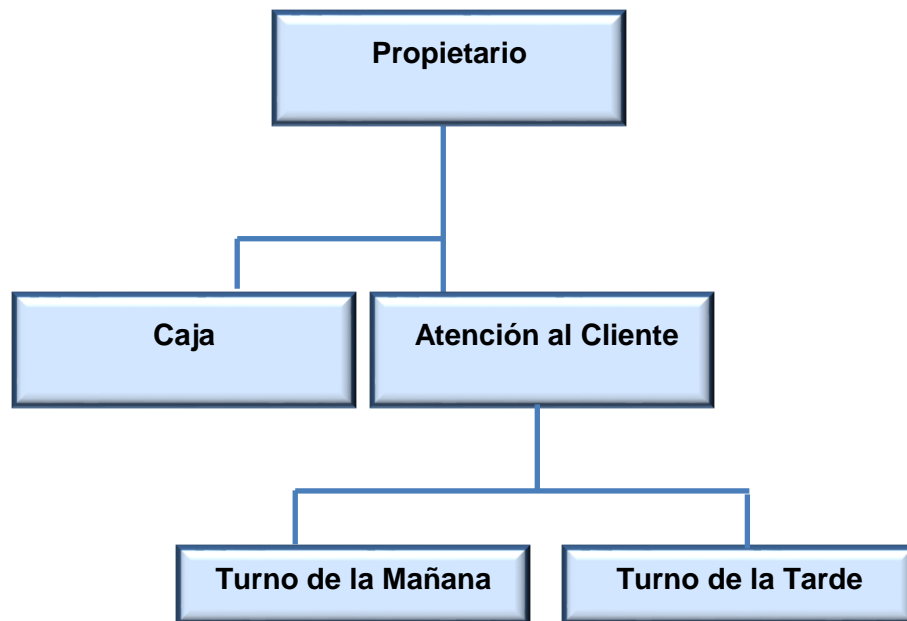 Propietario
Caja
Atención al Cliente
Turno de la Mañana
Turno de la Tarde